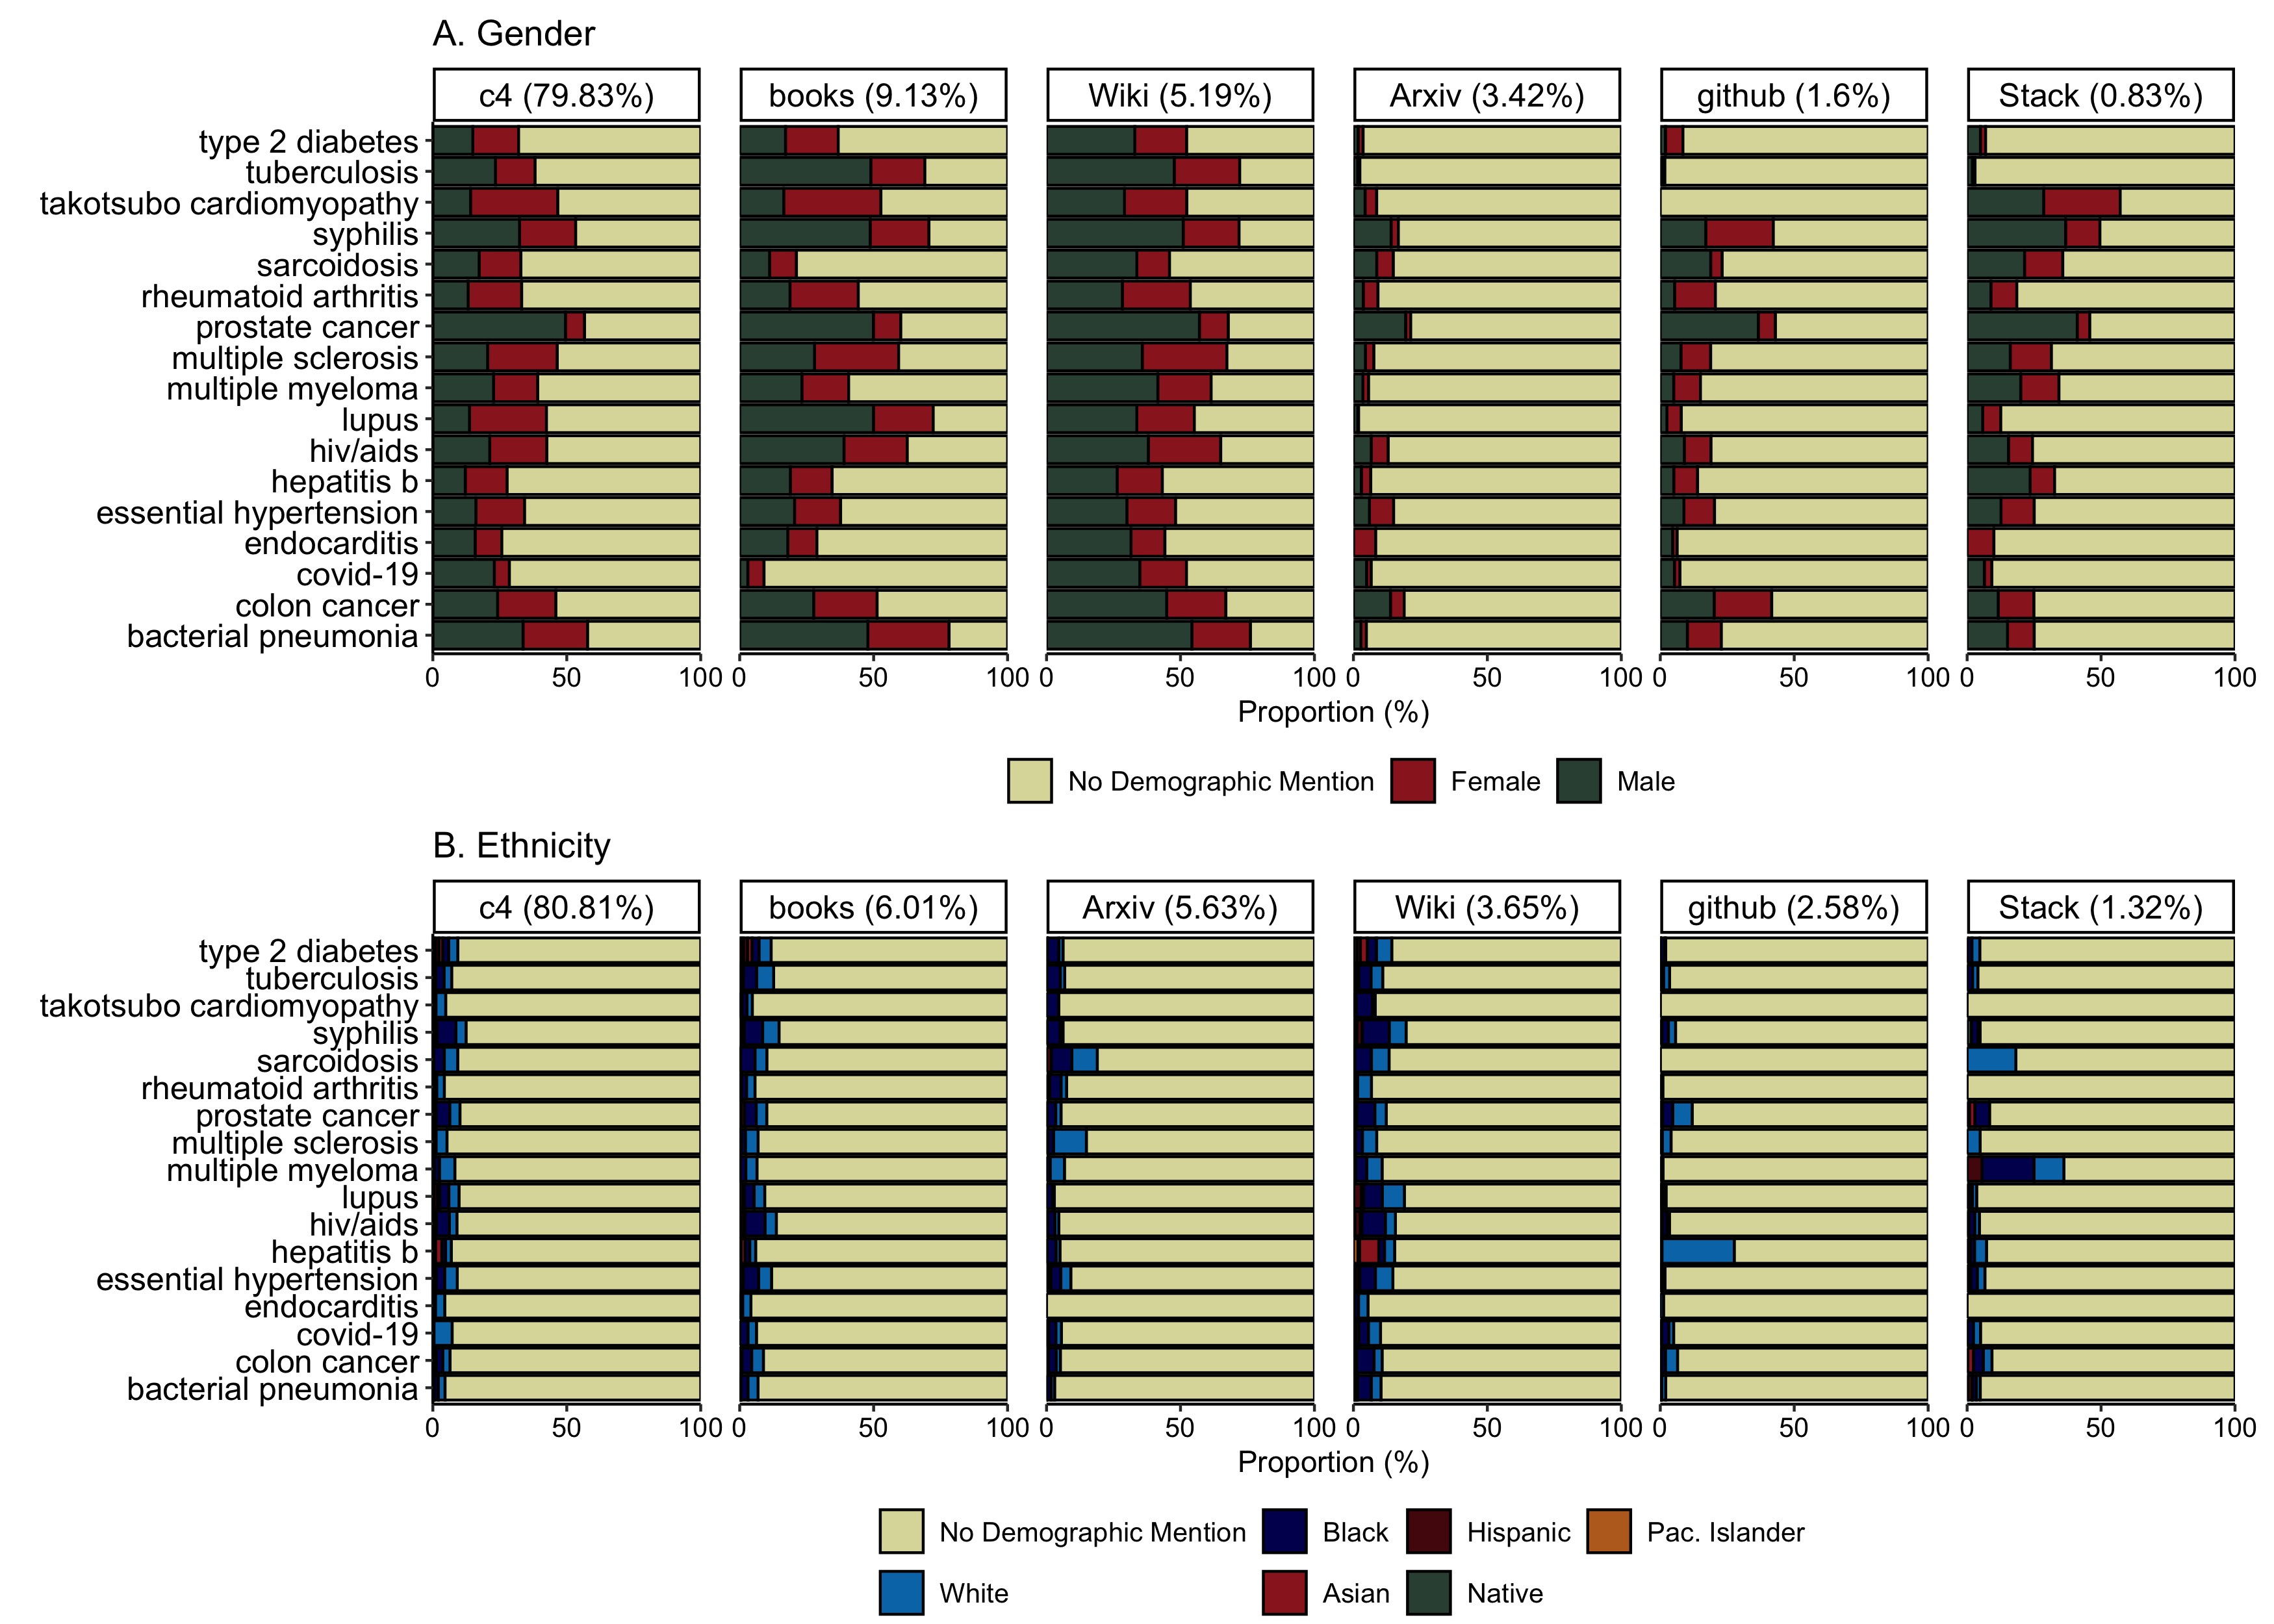 A. Gender
c4 (79.83%) books (9.13%) Wiki (5.19%) Arxiv (3.42%) github (1.6%) Stack (0.83%)
type 2 diabetes
tuberculosis
takotsubo cardiomyopathy
syphilis
sarcoidosis
rheumatoid arthritis
prostate cancer
multiple sclerosis
multiple myeloma
lupus
hiv/aids
hepatitis b
essential hypertension
endocarditis
covid-19
colon cancer
bacterial pneumonia
0 50 100 0 50 100 0 50 100 0 50 100 0 50 100 0 50 100
Proportion (%)
No Demographic Mention Female Male
B. Ethnicity
c4 (80.81%) books (6.01%) Arxiv (5.63%) Wiki (3.65%) github (2.58%) Stack (1.32%)
type 2 diabetes
tuberculosis
takotsubo cardiomyopathy
syphilis
sarcoidosis
rheumatoid arthritis
prostate cancer
multiple sclerosis
multiple myeloma
lupus
hiv/aids
hepatitis b
essential hypertension
endocarditis
covid-19
colon cancer
bacterial pneumonia
0 50 100 0 50 100 0 50 100 0 50 100 0 50 100 0 50 100
Proportion (%)
No Demographic Mention Black Hispanic Pac. Islander
White Asian Native